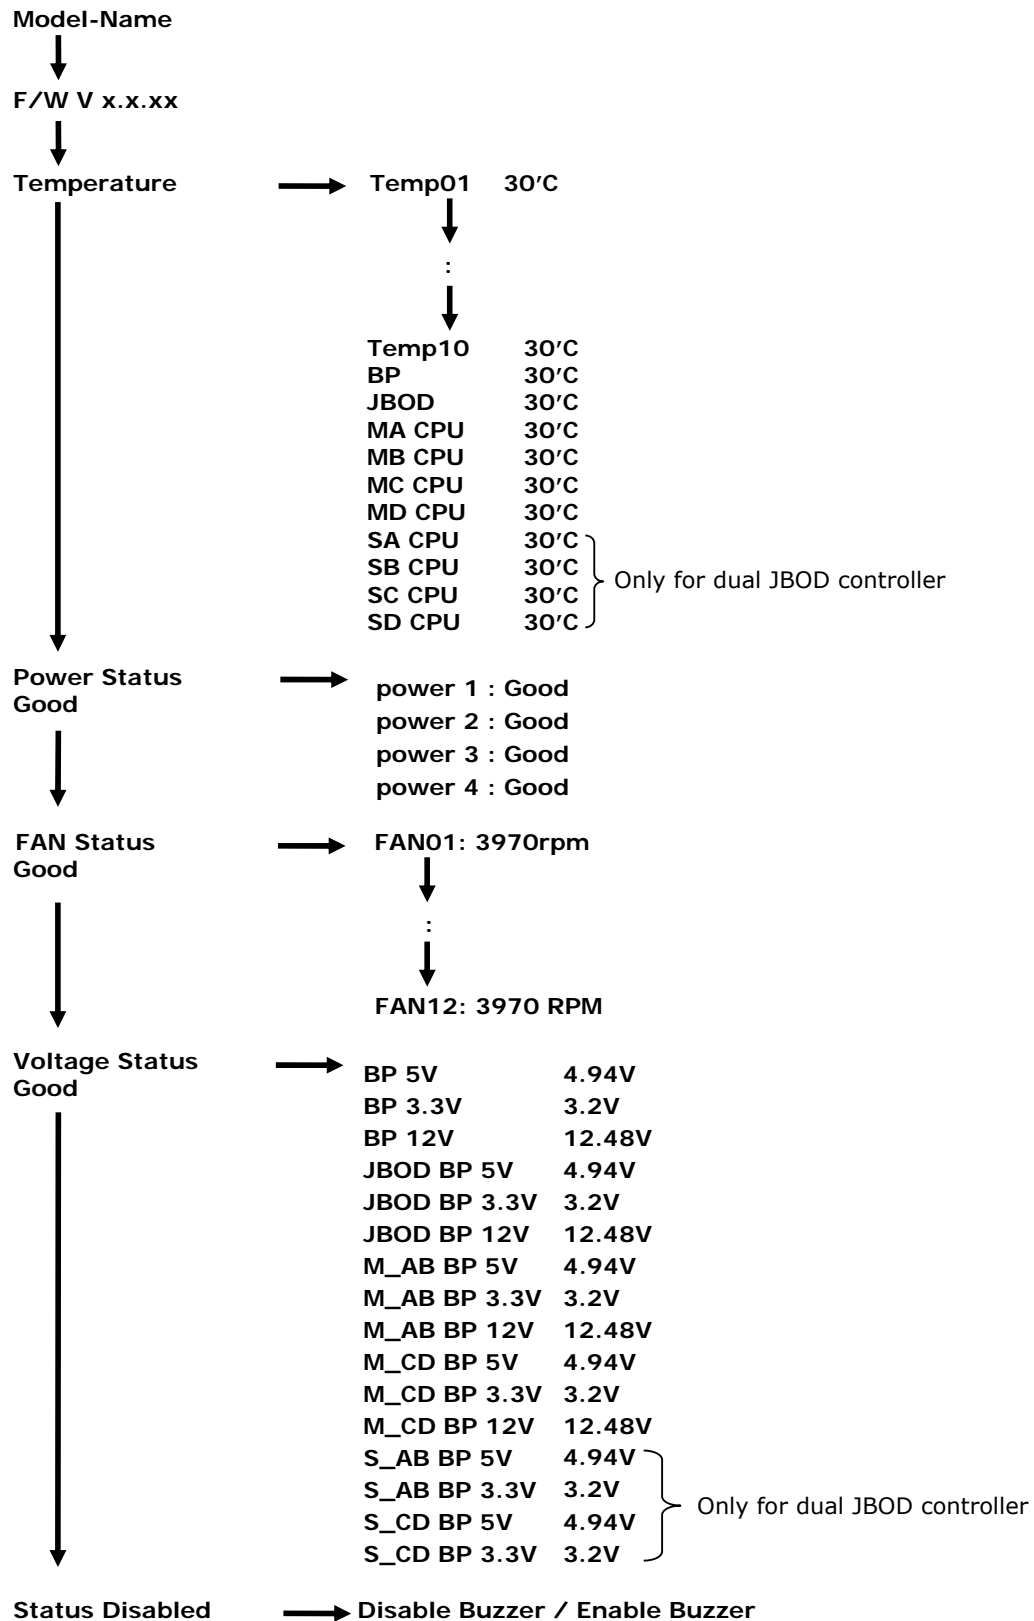 Model-Name
F/W V x.x.xx
Temperature Temp01 30'C
:
Temp10 30'C
BP 30'C
JBOD 30'C
MA CPU 30'C
MB CPU 30'C
MC CPU 30'C
MD CPU 30'C
SA CPU 30'C
SB CPU 30'C
SC CPU 30'C
SD CPU 30'C
Only for dual JBOD controller
Power Status
Good
power 1 : Good
power 2 : Good
power 3 : Good
power 4 : Good
FAN Status
Good
FAN01: 3970rpm
:
FAN12: 3970 RPM
Voltage Status
Good
BP 5V 4.94V
BP 3.3V 3.2V
BP 12V 12.48V
JBOD BP 5V 4.94V
JBOD BP 3.3V 3.2V
JBOD BP 12V 12.48V
M_AB BP 5V 4.94V
M_AB BP 3.3V 3.2V
M_AB BP 12V 12.48V
M_CD BP 5V 4.94V
M_CD BP 3.3V 3.2V
M_CD BP 12V 12.48V
S_AB BP 5V 4.94V
S_AB BP 3.3V 3.2V
S_CD BP 5V 4.94V
S_CD BP 3.3V 3.2V
Only for dual JBOD controller
Status Disabled Disable Buzzer / Enable Buzzer